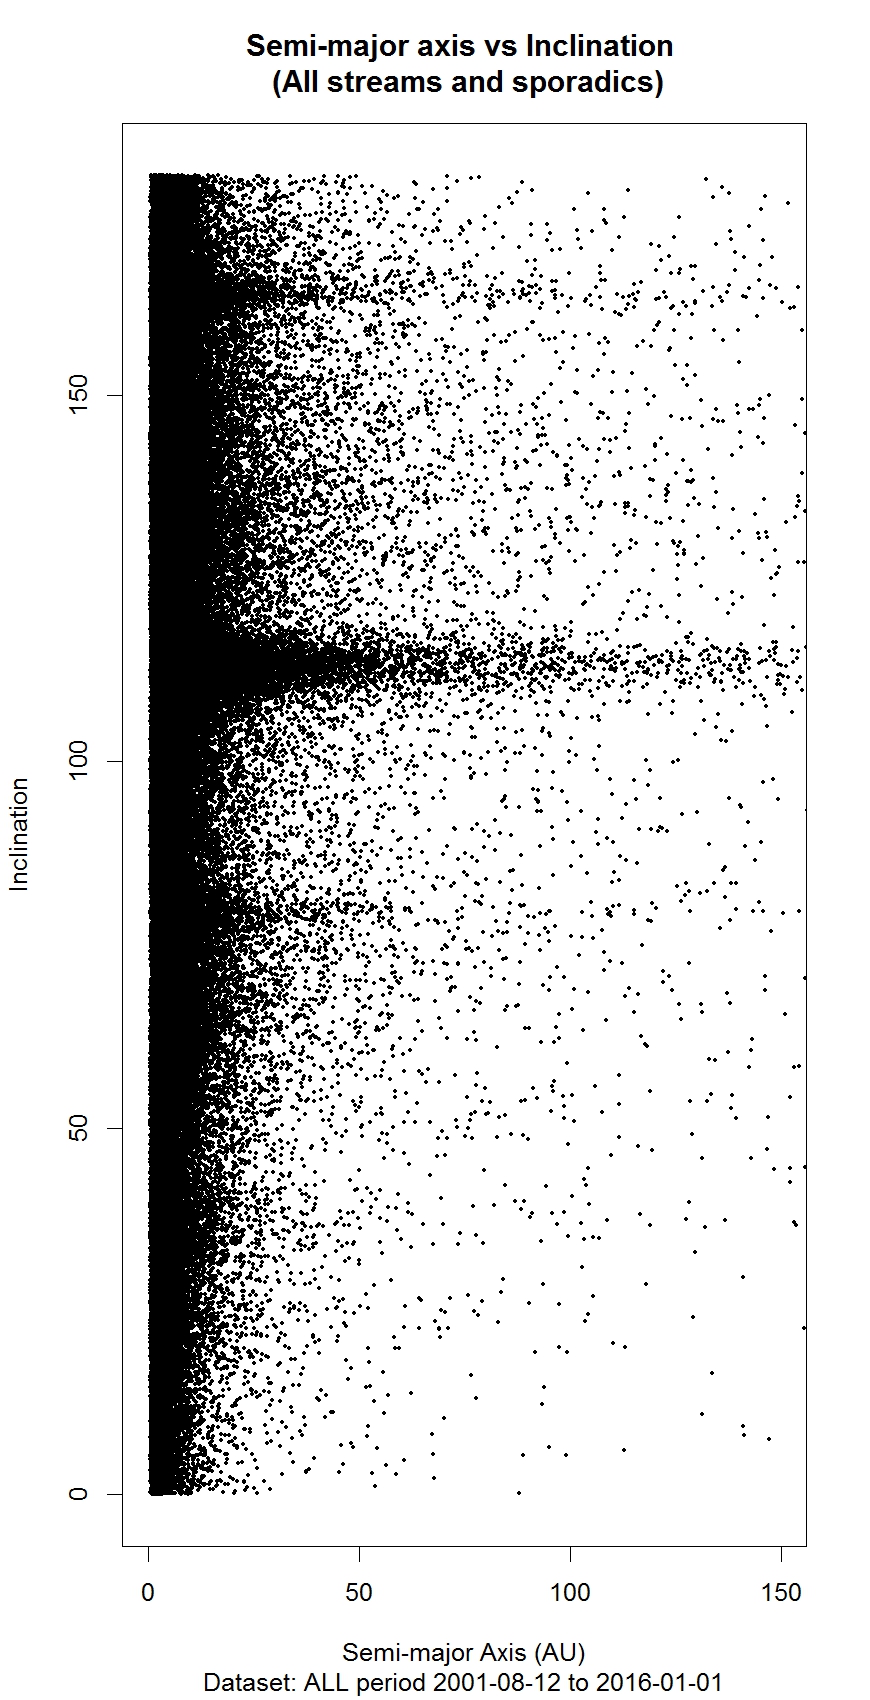 Semi-major axis vs Inclination
(All streams and sporadics)
Inclination
150
100
50
0
0 50 100 150
Semi-major Axis (AU)
Dataset: ALL period 2001-08-12 to 2016-01-01